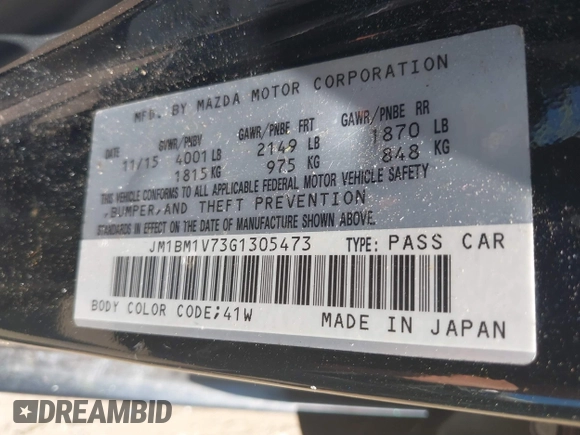 MFD. BY MAZDA MOTOR CORPORATION
GVWR/PNBV GAWR/PNBE FRT GAWR/PNBE RR
11/15 4001 LB 2149 LB 1870 LB
1815 KG 975 KG 848 KG
THIS VEHICLE CONFORMS TO ALL APPLICABLE FEDERAL MOTOR VEHICLE SAFETY
,BUMPER,AND THEFT PREVENTION
STANDARDS IN EFFECT ON THE DATE OF MANUFACTURE SHOWN ABOVE.
JM1BM1V73G1305473 TYPE: PASS CAR
BODY COLOR CODE;41W MADE IN JAPAN
DREAMBID